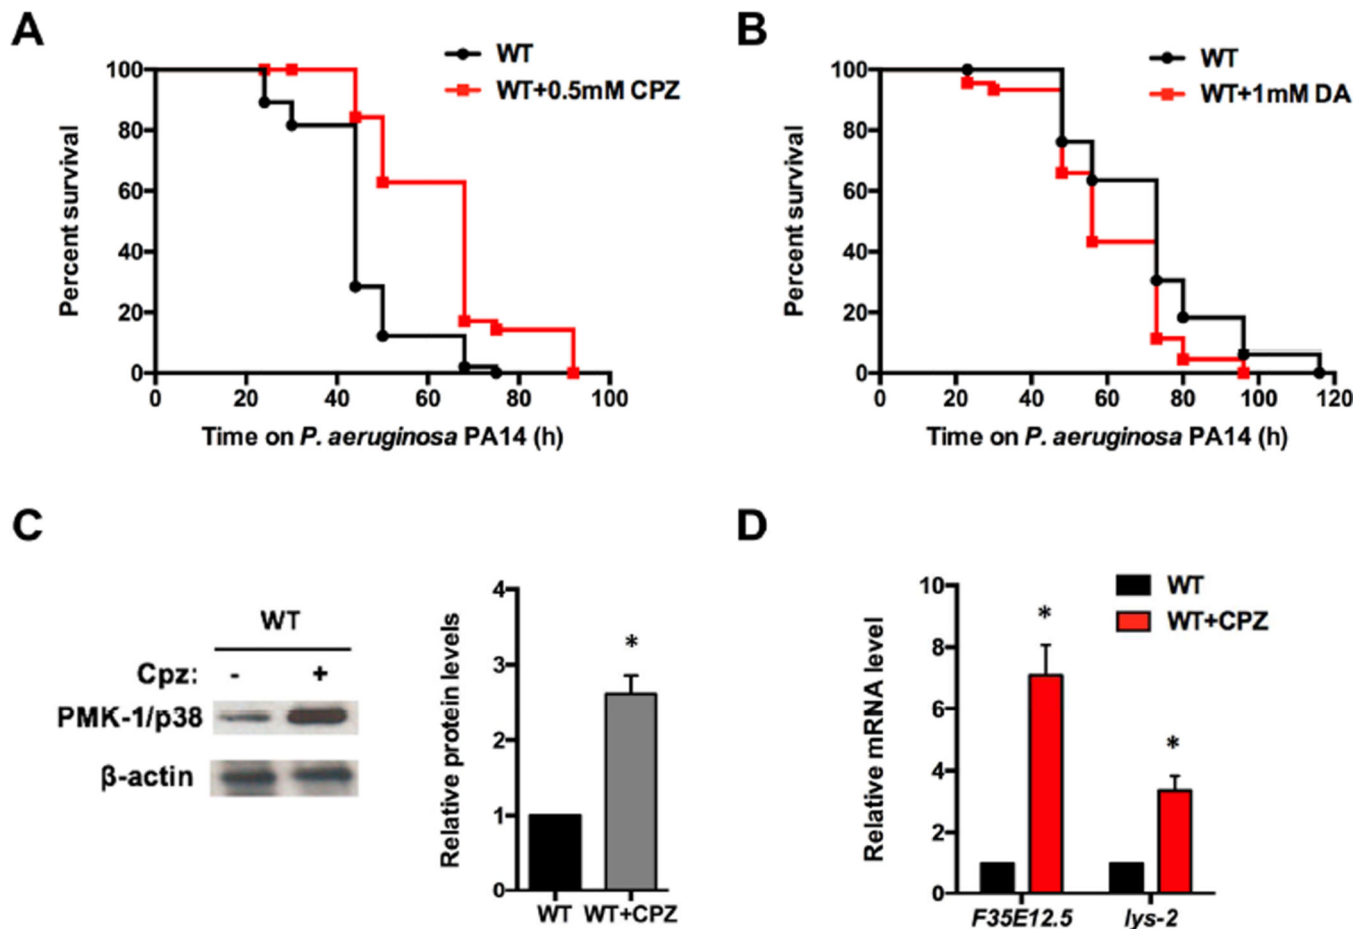 A
WT
WT+0.5mM CPZ
100
80
60
40
20
0
Percent survival
0 20 40 60 80 100
Time on P. aeruginosa PA14 (h)
B
WT
WT+1mM DA
100
80
60
40
20
0
Percent survival
0 20 40 60 80 100 120
Time on P. aeruginosa PA14 (h)
C
WT
Cpz: - +
PMK-1/p38
β-actin
4
3
2
1
0
Relative protein levels
*
WT WT+CPZ
D
WT
WT+CPZ
10
8
6
4
2
0
Relative mRNA level
*
*
F35E12.5 lys-2